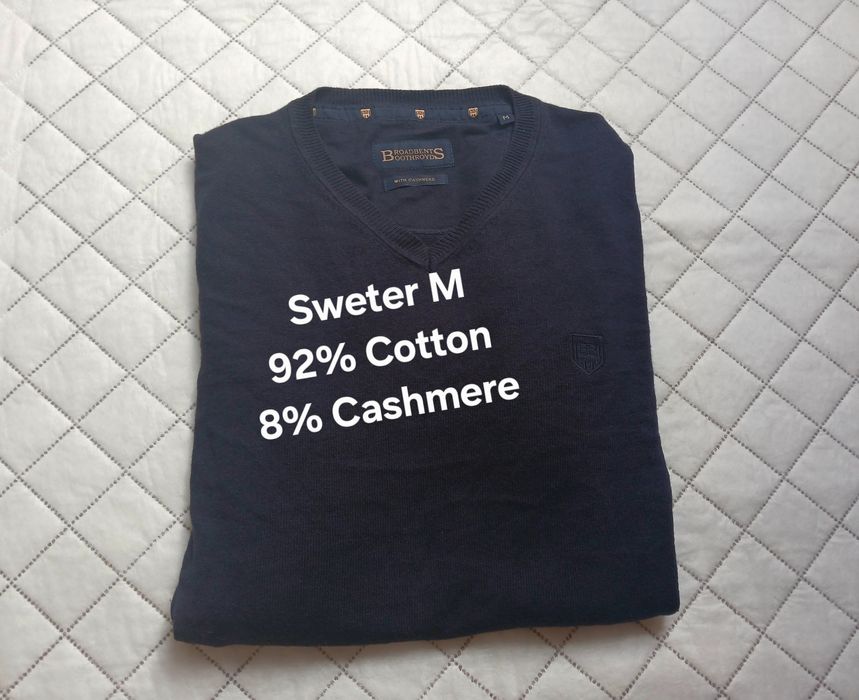 M
BROADBENTS
BOOTHROYDS
WITH CASHMERE
Sweter M
92% Cotton
8% Cashmere